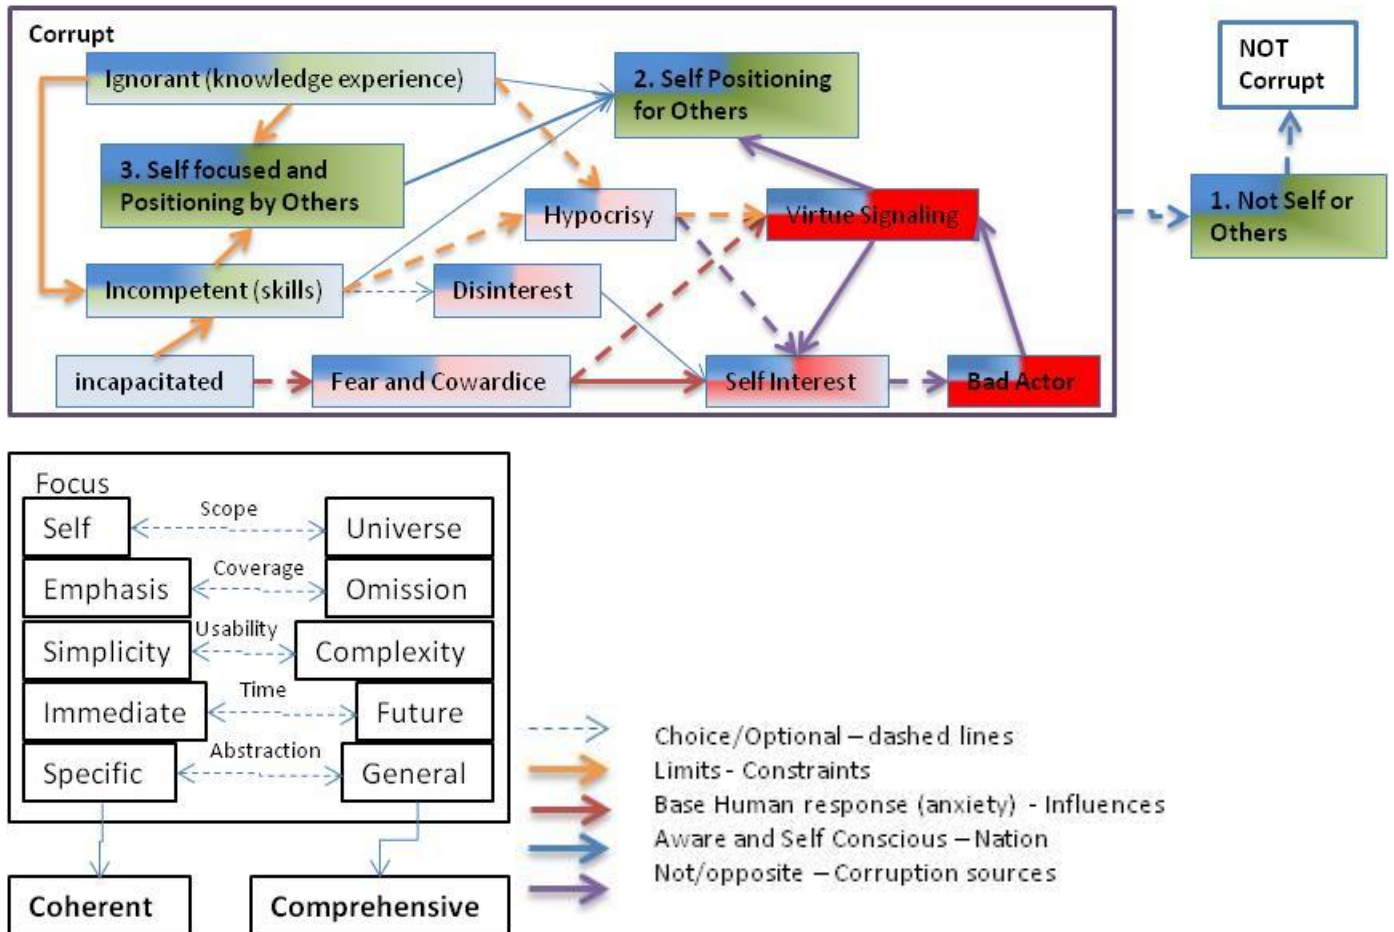 Corrupt
Ignorant (knowledge experience)
2. Self Positioning
for Others
NOT
Corrupt
3. Self focused and
Positioning by Others
1. Not Self or
Others
Hypocrisy
Virtue Signaling
Incompetent (skills)
Disinterest
incapacitated
Fear and Cowardice
Self Interest
Bad Actor
Focus
Self
Scope
Universe
Emphasis
Coverage
Omission
Simplicity
Usability
Complexity
Immediate
Time
Future
Specific
Abstraction
General
Coherent
Comprehensive
Choice/Optional – dashed lines
Limits - Constraints
Base Human response (anxiety) - Influences
Aware and Self Conscious – Nation
Not/opposite – Corruption sources